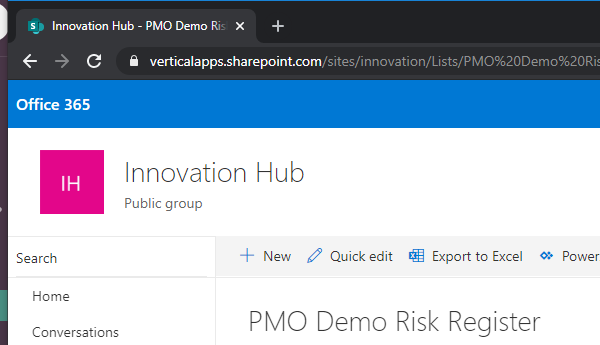 Innovation Hub - PMO Demo Ris
verticalapps.sharepoint.com/sites/innovation/Lists/PMO%20Demo%20Ris
Office 365
IH
Innovation Hub
Public group
Search
New Quick edit Export to Excel Power
Home
Conversations
PMO Demo Risk Register